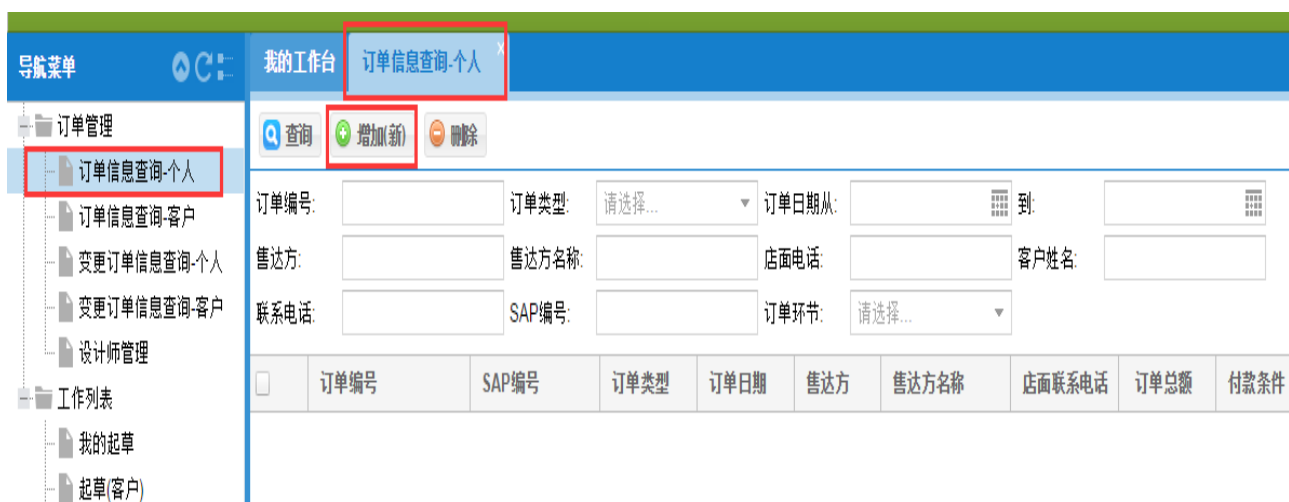 导航菜单
我的工作台 订单信息查询-个人
订单管理
订单信息查询-个人
订单信息查询-客户
变更订单信息查询-个人
变更订单信息查询-客户
设计师管理
工作列表
我的起草
起草(客户)
查询 增加(新) 删除
订单编号: 订单类型: 请选择... 订单日期从: 到:
售达方: 售达方名称: 店面电话: 客户姓名:
联系电话: SAP编号: 订单环节: 请选择...
订单编号 SAP编号 订单类型 订单日期 售达方 售达方名称 店面联系电话 订单总额 付款条件